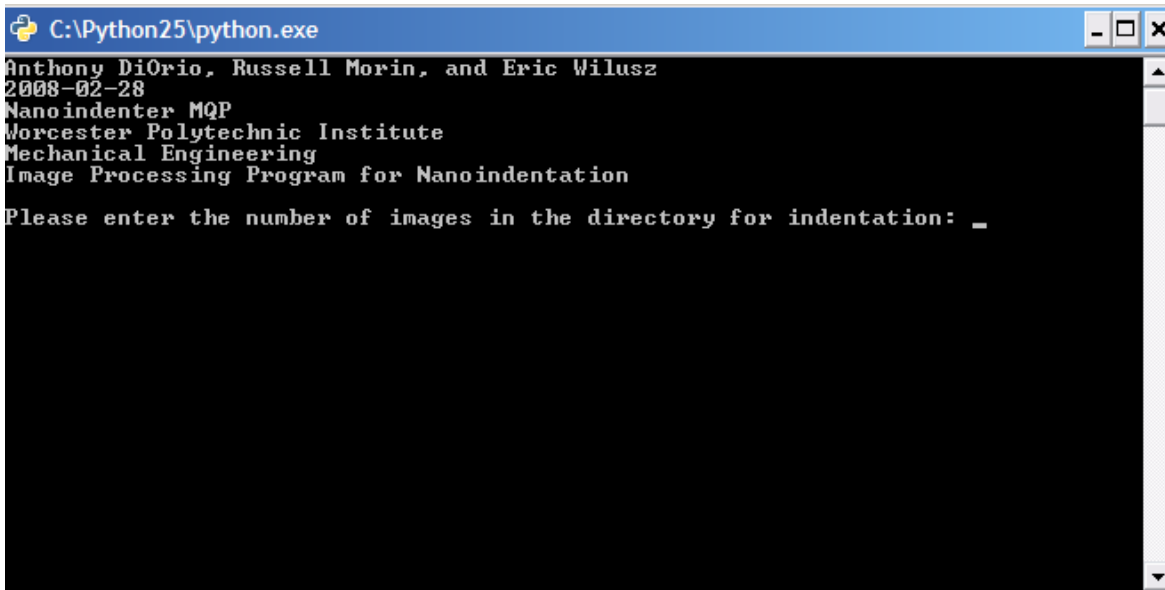 C:\Python25\python.exe
Anthony DiOrio, Russell Morin, and Eric Wilusz
2008-02-28
Nanoindenter MQP
Worcester Polytechnic Institute
Mechanical Engineering
Image Processing Program for Nanoindentation
Please enter the number of images in the directory for indentation: _